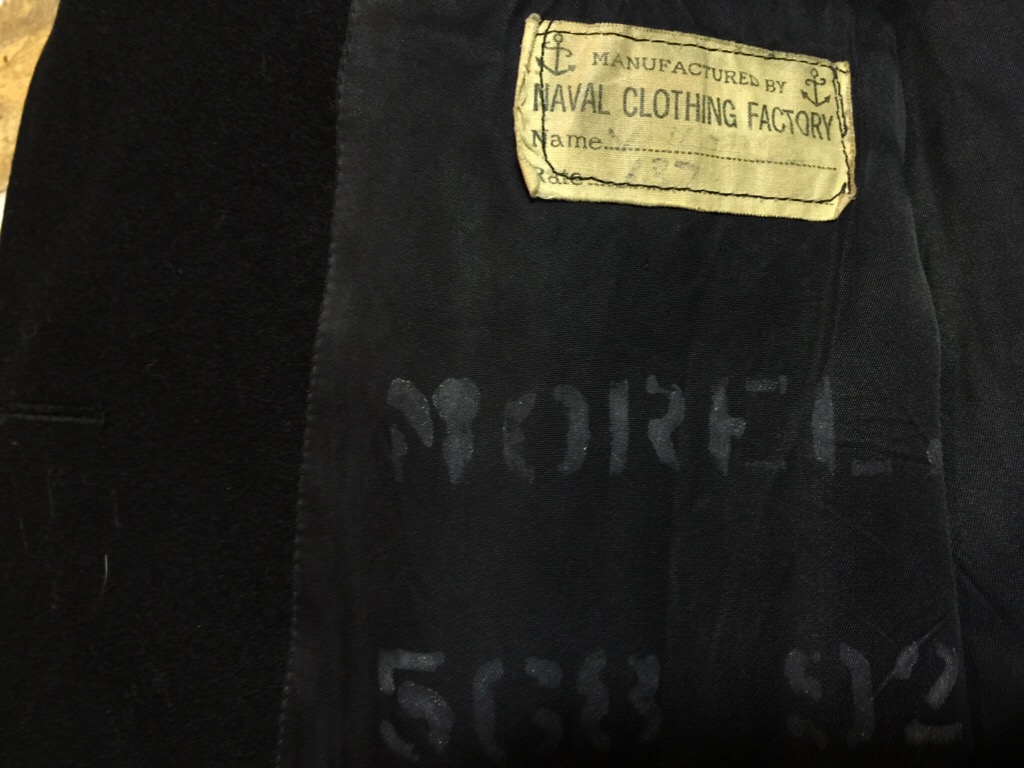 MANUFACTURED BY
NAVAL CLOTHING FACTORY
Name
Rate
MOREL
568 92